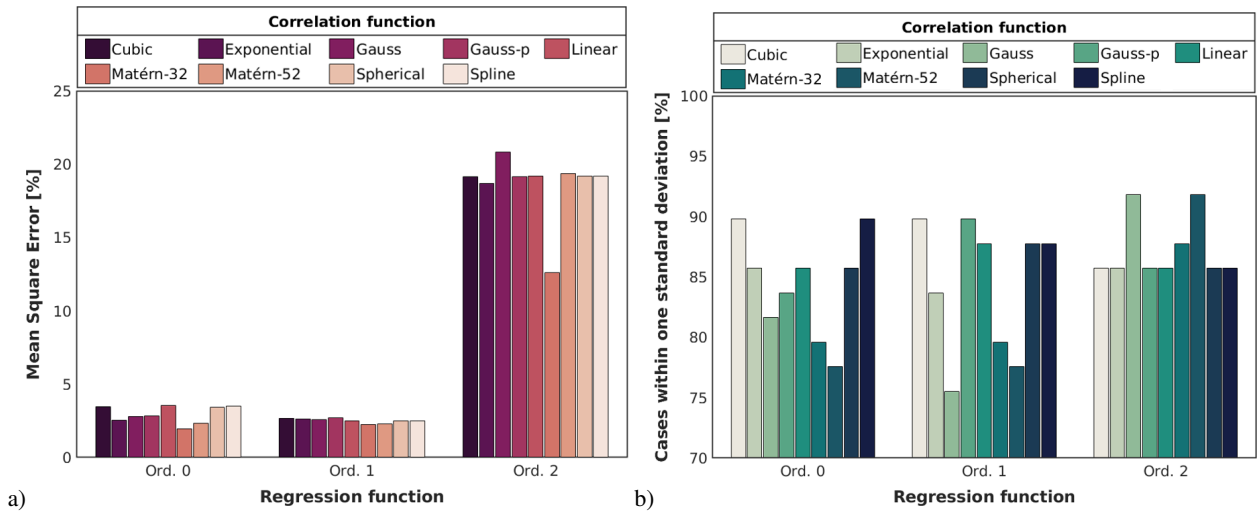 Correlation function
Cubic Exponential Gauss Gauss-p Linear
Matérn-32 Matérn-52 Spherical Spline
25
20
15
10
5
0
Mean Square Error [%]
Ord. 0 Ord. 1 Ord. 2
Regression function
a)
Correlation function
Cubic Exponential Gauss Gauss-p Linear
Matérn-32 Matérn-52 Spherical Spline
100
95
90
85
80
75
70
Cases within one standard deviation [%]
Ord. 0 Ord. 1 Ord. 2
Regression function
b)